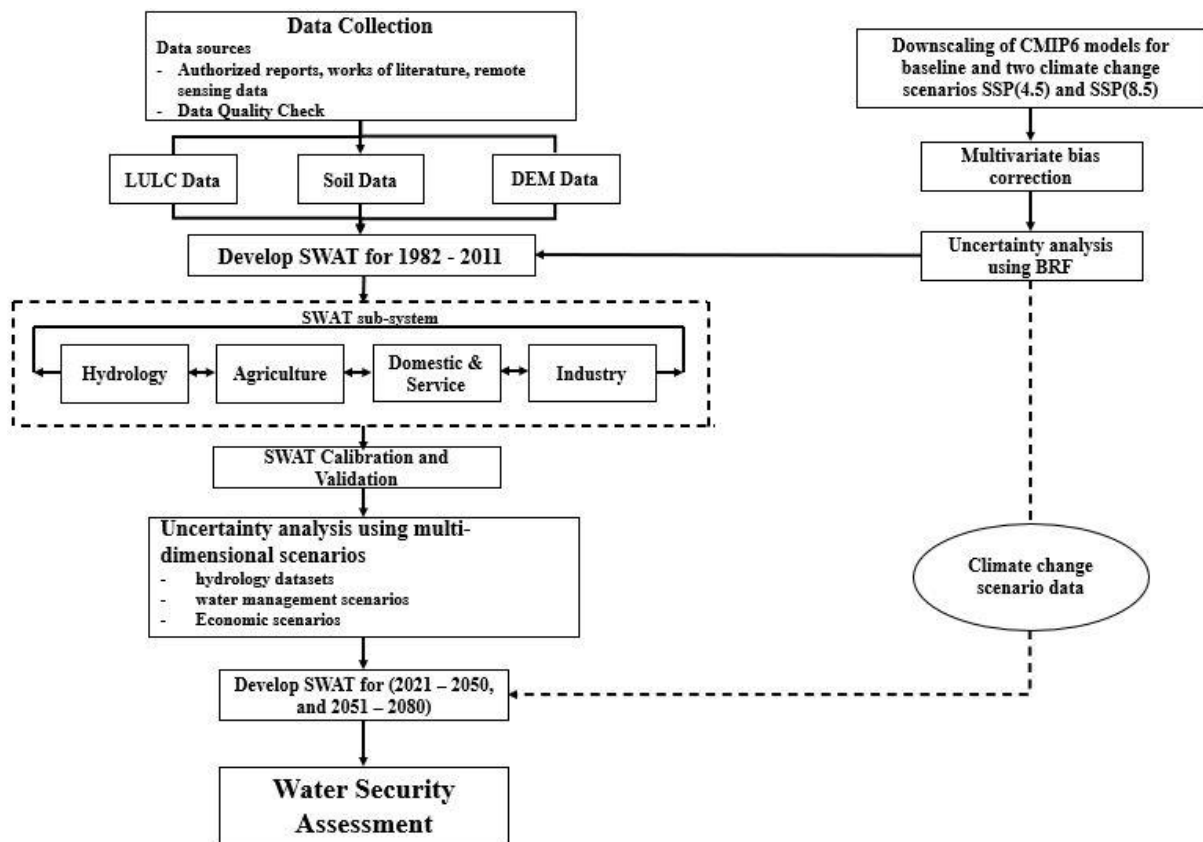 Data Collection
Data sources
- Authorized reports, works of literature, remote
sensing data
- Data Quality Check
LULC Data
Soil Data
DEM Data
Develop SWAT for 1982 - 2011
SWAT sub-system
Hydrology
Agriculture
Domestic &
Service
Industry
SWAT Calibration and
Validation
Uncertainty analysis using multi-
dimensional scenarios
- hydrology datasets
- water management scenarios
- Economic scenarios
Develop SWAT for (2021 – 2050,
and 2051 – 2080)
Water Security
Assessment
Downscaling of CMIP6 models for
baseline and two climate change
scenarios SSP(4.5) and SSP(8.5)
Multivariate bias
correction
Uncertainty analysis
using BRF
Climate change
scenario data